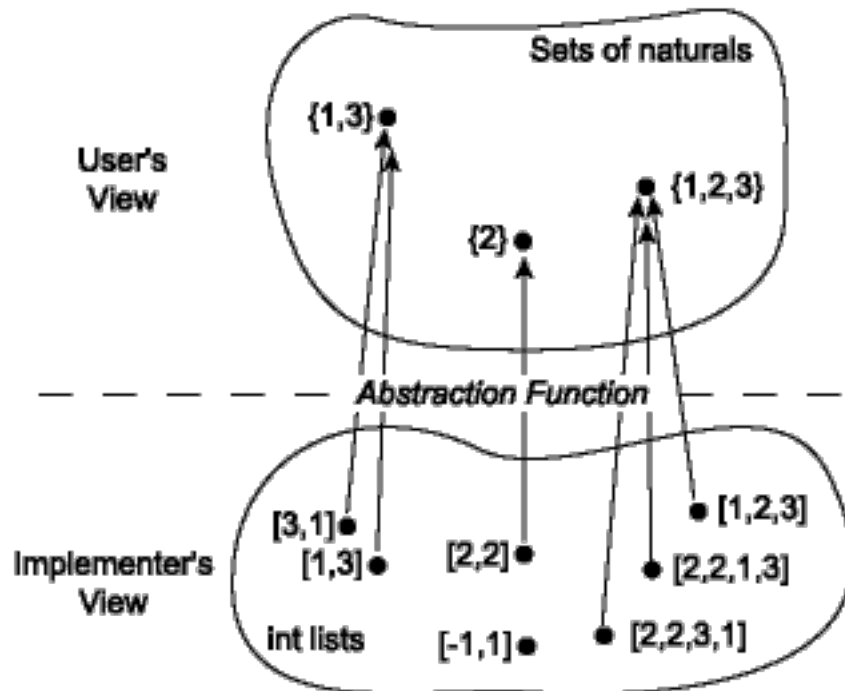 Sets of naturals
{1,3}
User's
View
{1,2,3}
{2}
Abstraction Function
[3,1]
[1,2,3]
[1,3]
[2,2]
[2,2,1,3]
Implementer's
View
int lists
[-1,1]
[2,2,3,1]